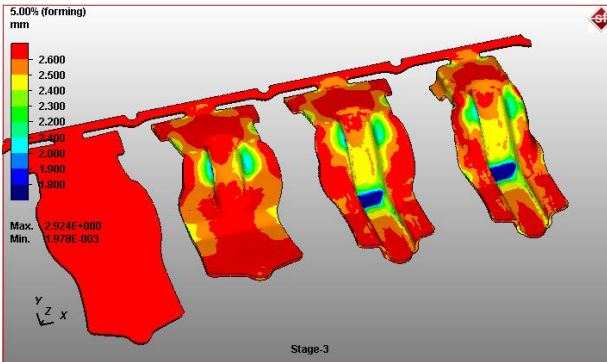 5.00% (forming)
mm
2.600
2.500
2.400
2.300
2.200
2.100
2.000
1.900
1.800
Max. 2.924E+000
Min. 1.978E-003
Y
Z
X
Stage-3
sf